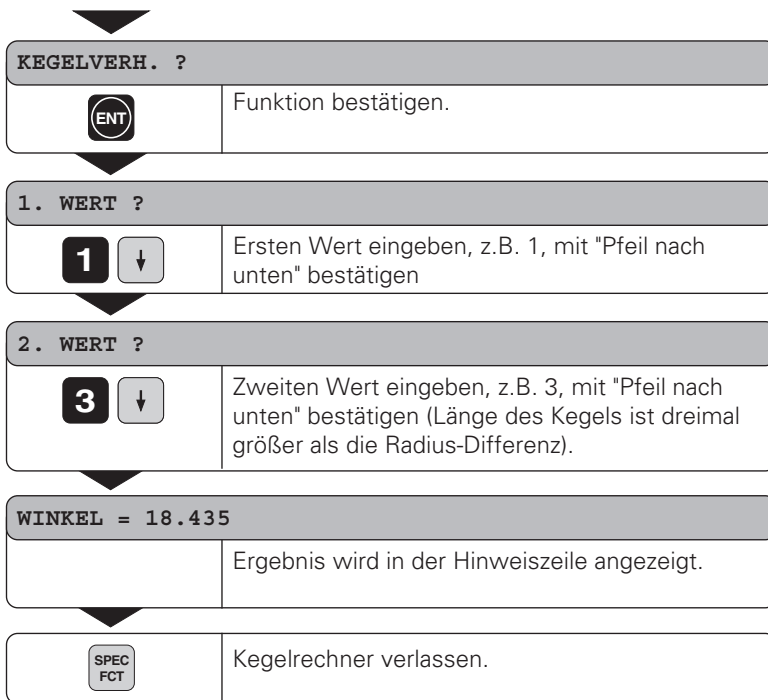 KEGELVERH. ?
ENT
Funktion bestätigen.
1. WERT ?
1
Ersten Wert eingeben, z.B. 1, mit "Pfeil nach
unten" bestätigen
2. WERT ?
3
Zweiten Wert eingeben, z.B. 3, mit "Pfeil nach
unten" bestätigen (Länge des Kegels ist dreimal
größer als die Radius-Differenz).
WINKEL = 18.435
Ergebnis wird in der Hinweiszeile angezeigt.
SPEC
FCT
Kegelrechner verlassen.